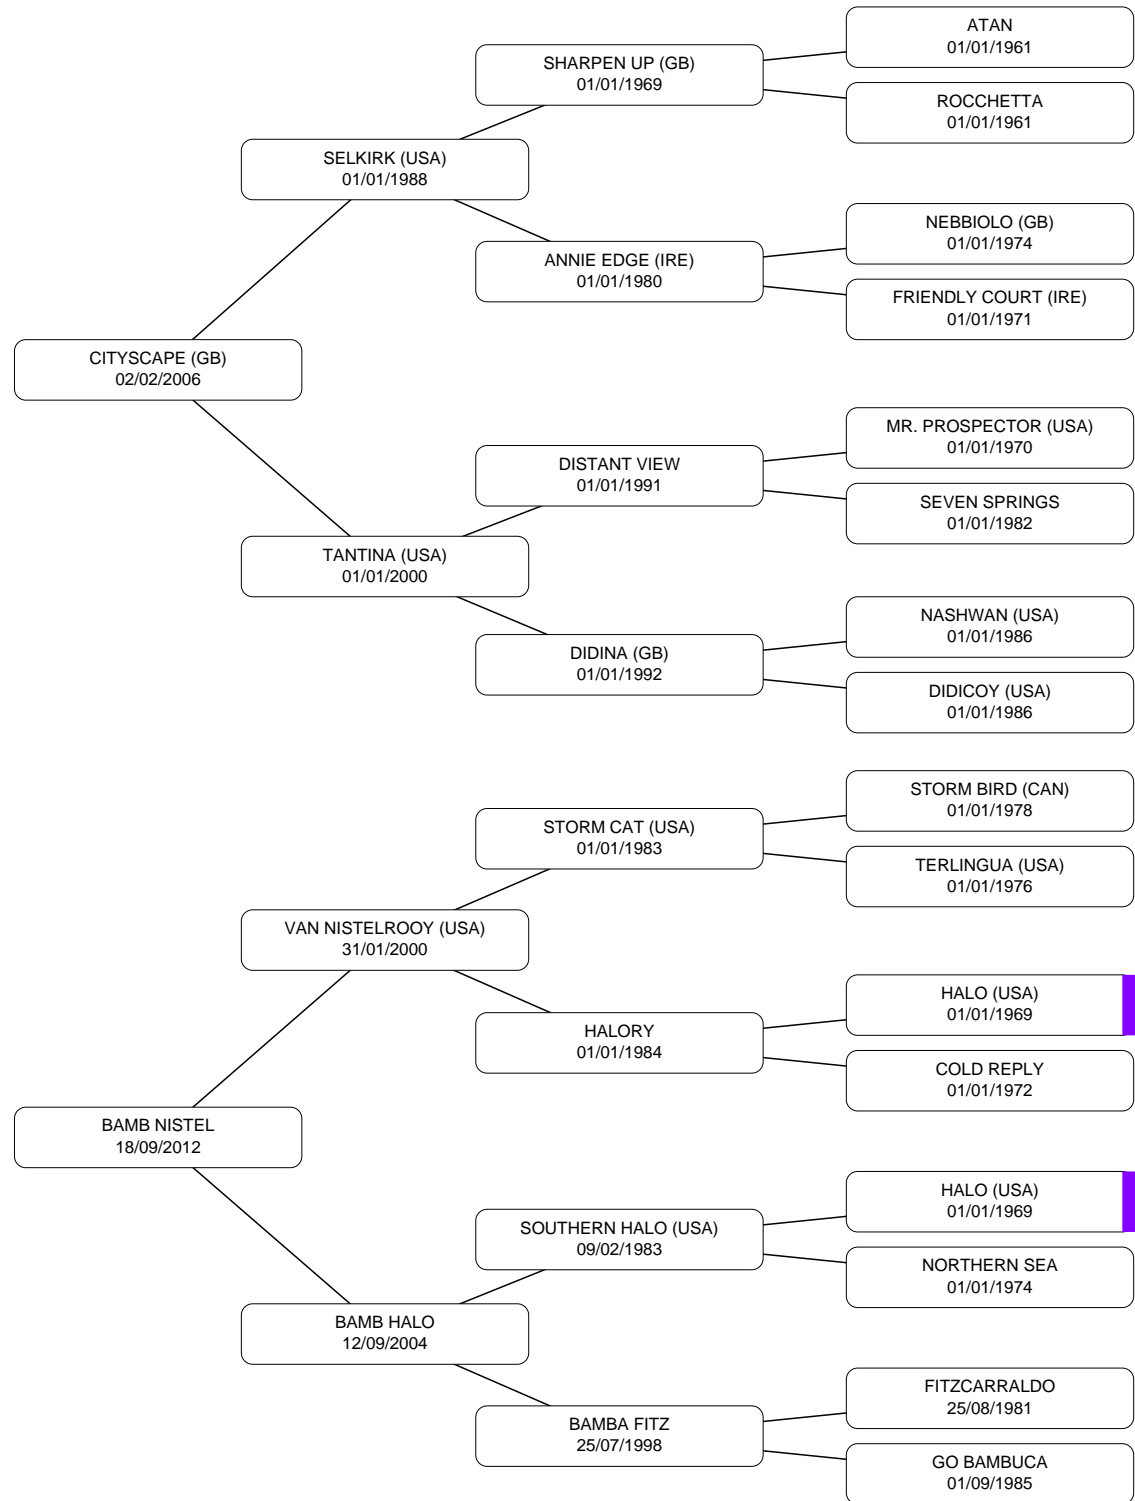 ATAN
01/01/1961
SHARPEN UP (GB)
01/01/1969
ROCCHETTA
01/01/1961
SELKIRK (USA)
01/01/1988
NEBBIOLO (GB)
01/01/1974
ANNIE EDGE (IRE)
01/01/1980
FRIENDLY COURT (IRE)
01/01/1971
CITYSCAPE (GB)
02/02/2006
MR. PROSPECTOR (USA)
01/01/1970
DISTANT VIEW
01/01/1991
SEVEN SPRINGS
01/01/1982
TANTINA (USA)
01/01/2000
NASHWAN (USA)
01/01/1986
DIDINA (GB)
01/01/1992
DIDICOY (USA)
01/01/1986
STORM BIRD (CAN)
01/01/1978
STORM CAT (USA)
01/01/1983
TERLINGUA (USA)
01/01/1976
VAN NISTELROOY (USA)
31/01/2000
HALO (USA)
01/01/1969
HALORY
01/01/1984
COLD REPLY
01/01/1972
BAMB NISTEL
18/09/2012
HALO (USA)
01/01/1969
SOUTHERN HALO (USA)
09/02/1983
NORTHERN SEA
01/01/1974
BAMB HALO
12/09/2004
FITZCARRALDO
25/08/1981
BAMBA FITZ
25/07/1998
GO BAMBUCA
01/09/1985